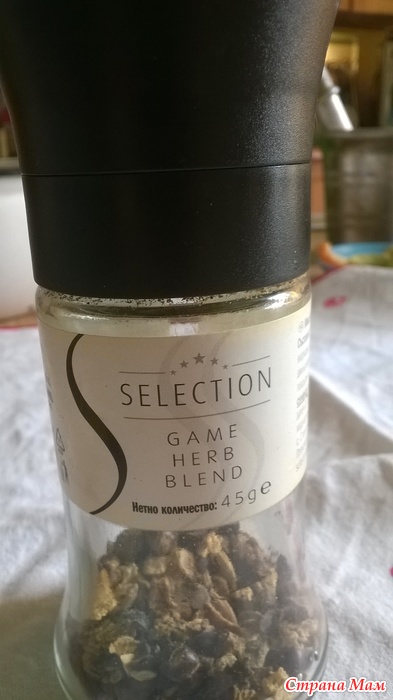 SELECTION
GAME
HERB
BLEND
Нетно количество: 45g e
Страна Мам